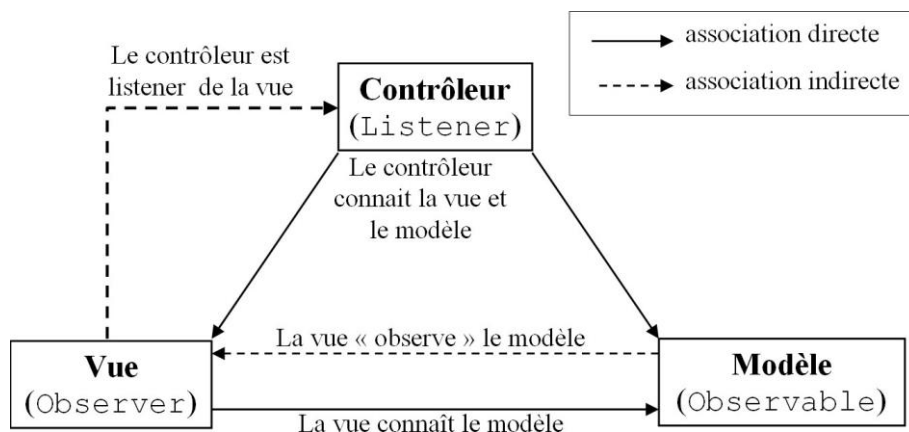 Le contrôleur est
listener de la vue
Contrôleur
(Listener)
association directe
association indirecte
Le contrôleur
connait la vue et
le modèle
La vue « observe » le modèle
Vue
(Observer)
Modèle
(Observable)
La vue connaît le modèle